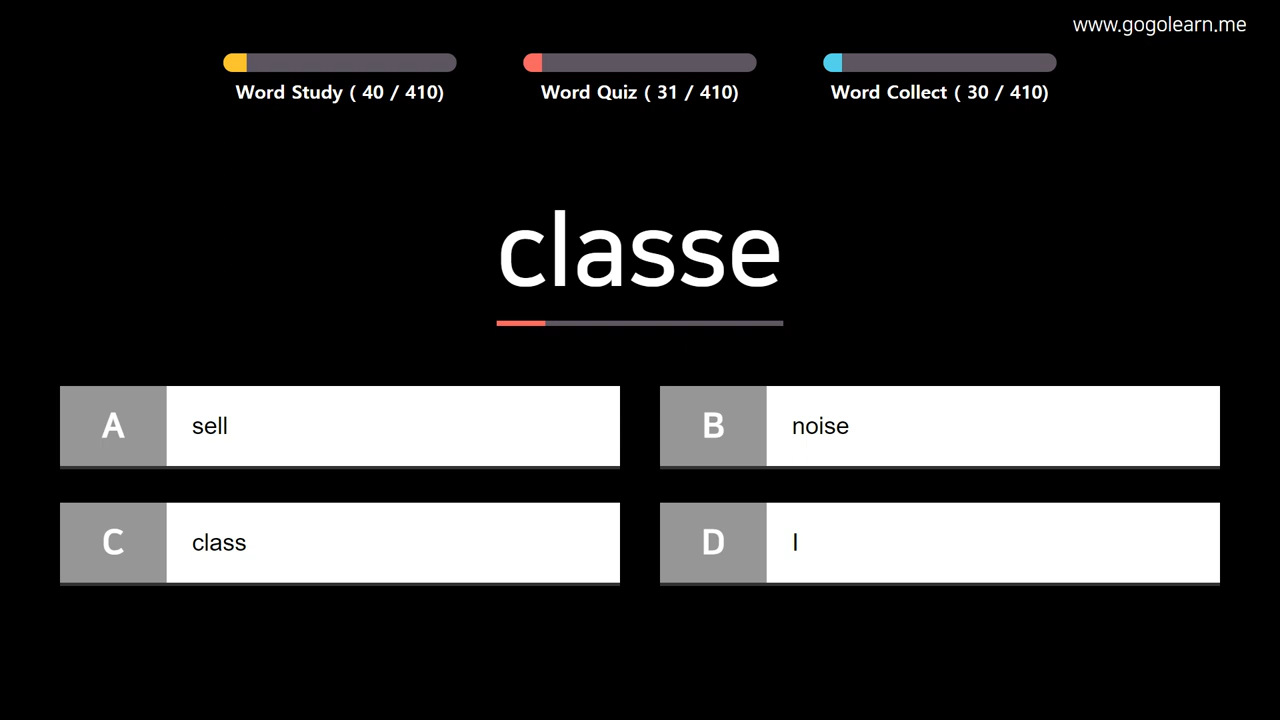 www.gogolearn.me
Word Study ( 40 / 410)
Word Quiz ( 31 / 410)
Word Collect ( 30 / 410)
classe
A sell
B noise
C class
D I